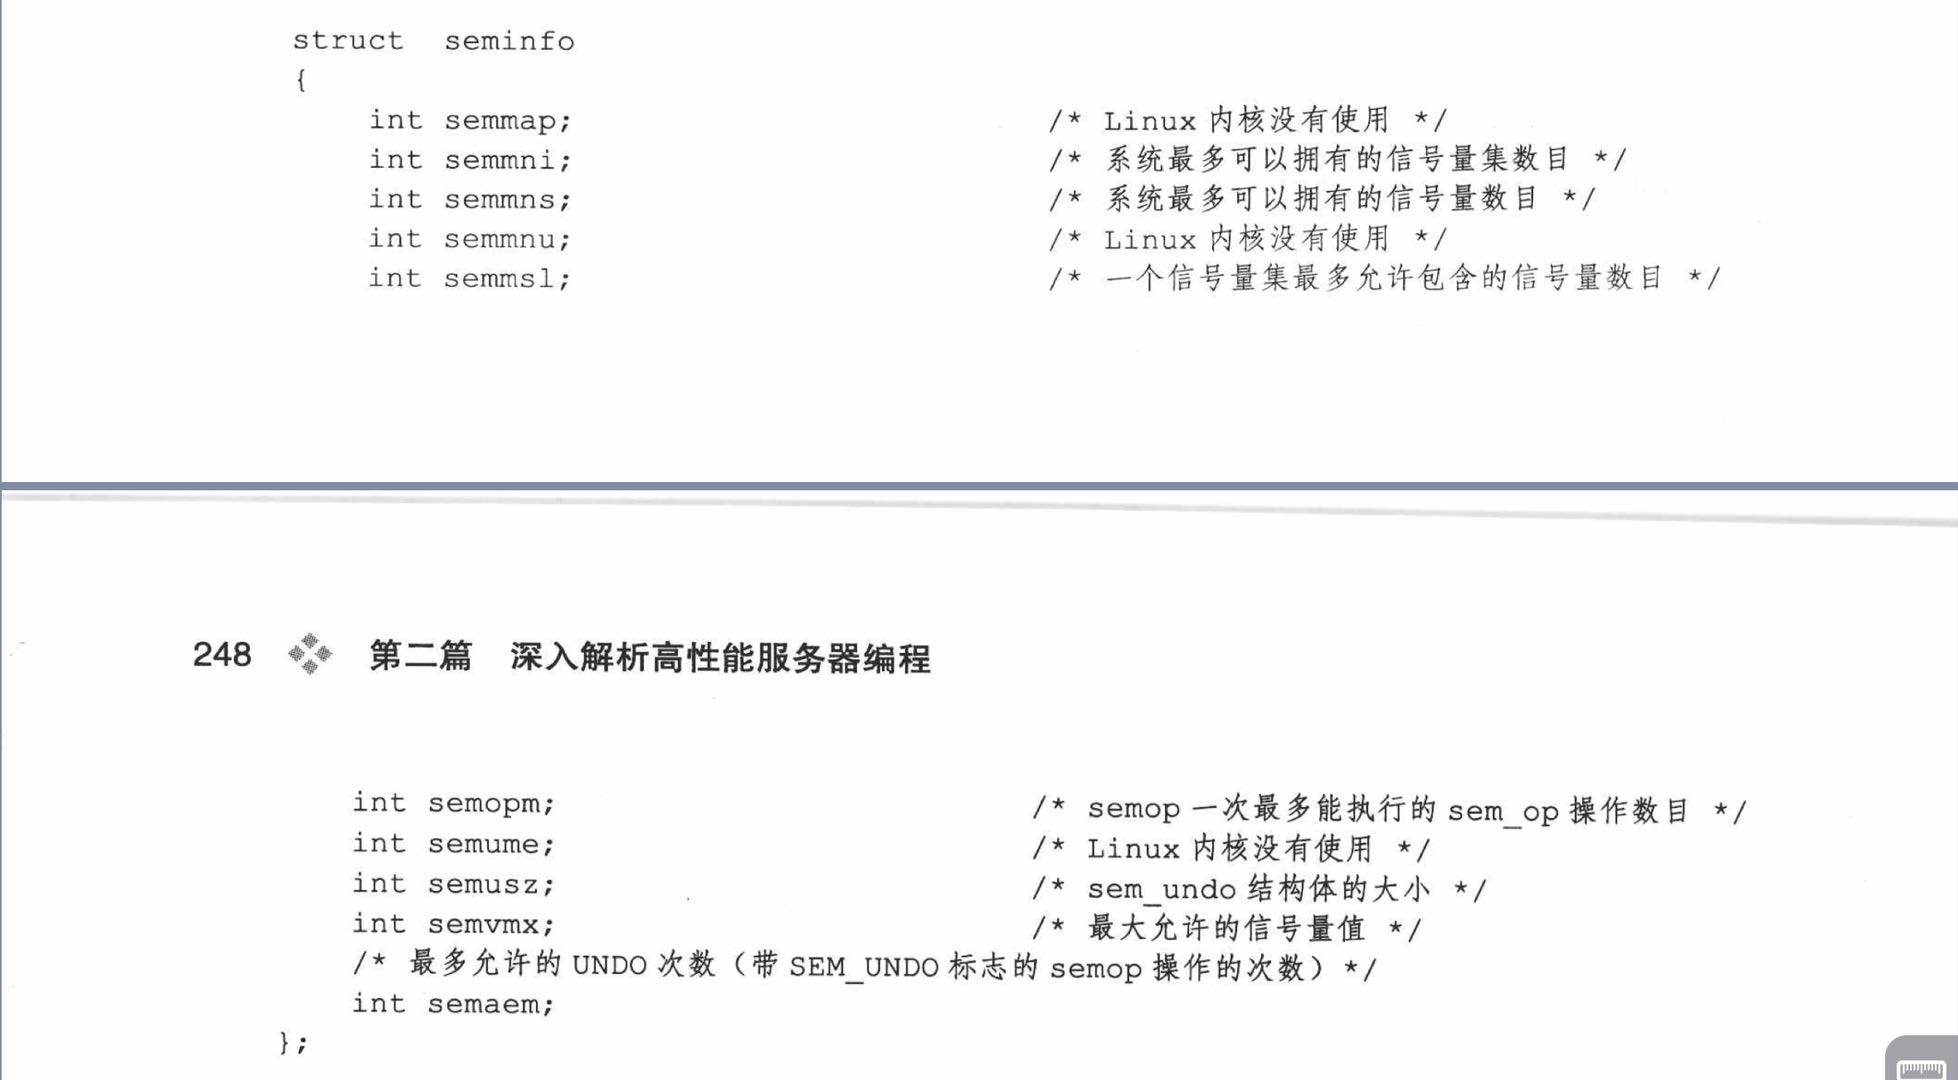 struct seminfo
{
int semmap; /* Linux 内核没有使用 */
int semmni; /* 系统最多可以拥有的信号量集数目 */
int semmns; /* 系统最多可以拥有的信号量数目 */
int semmnu; /* Linux 内核没有使用 */
int semmsl; /* 一个信号量集最多允许包含的信号量数目 */
248 第二篇 深入解析高性能服务器编程
int semopm; /* semop 一次最多能执行的 sem_op 操作数目 */
int semume; /* Linux 内核没有使用 */
int semusz; /* sem_undo 结构体的大小 */
int semvmx; /* 最大允许的信号量值 */
/* 最多允许的 UNDO 次数（带 SEM_UNDO 标志的 semop 操作的次数）*/
int semaem;
};